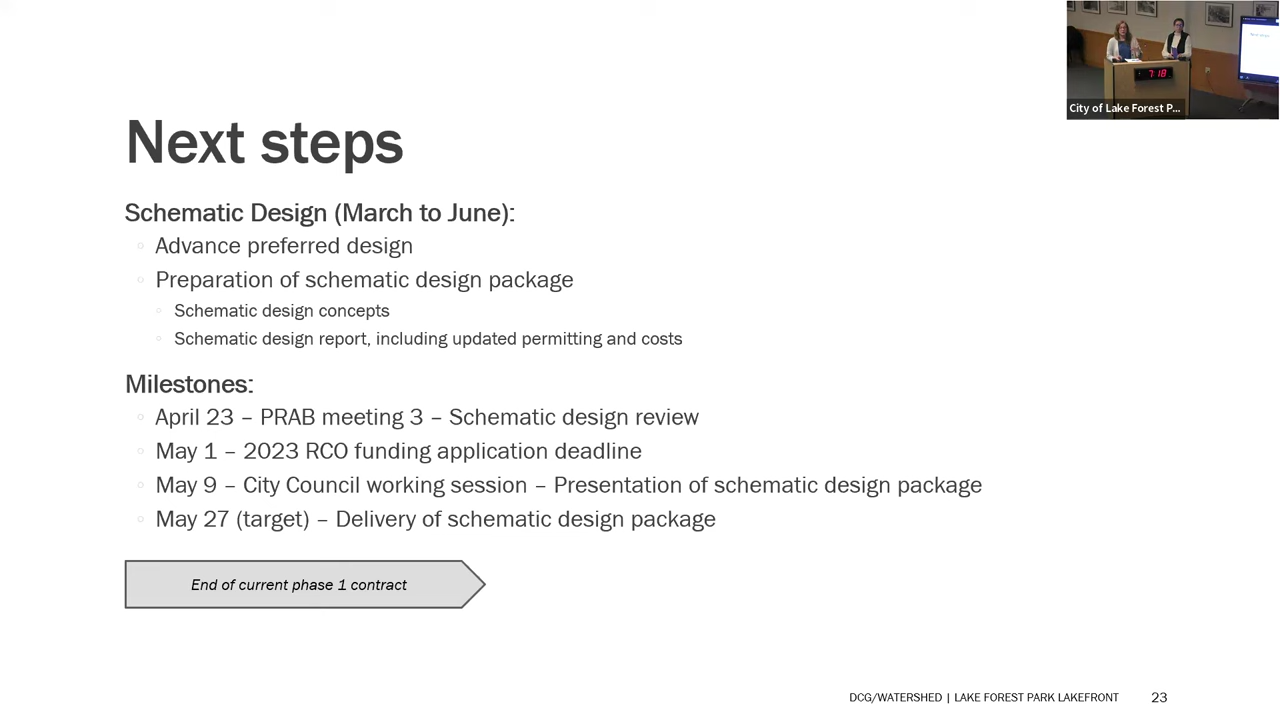 7:18
City of Lake Forest P...
Next steps
Schematic Design (March to June):
Advance preferred design
Preparation of schematic design package
Schematic design concepts
Schematic design report, including updated permitting and costs
Milestones:
April 23 – PRAB meeting 3 – Schematic design review
May 1 – 2023 RCO funding application deadline
May 9 – City Council working session – Presentation of schematic design package
May 27 (target) – Delivery of schematic design package
End of current phase 1 contract
DCG/WATERSHED | LAKE FOREST PARK LAKEFRONT 23